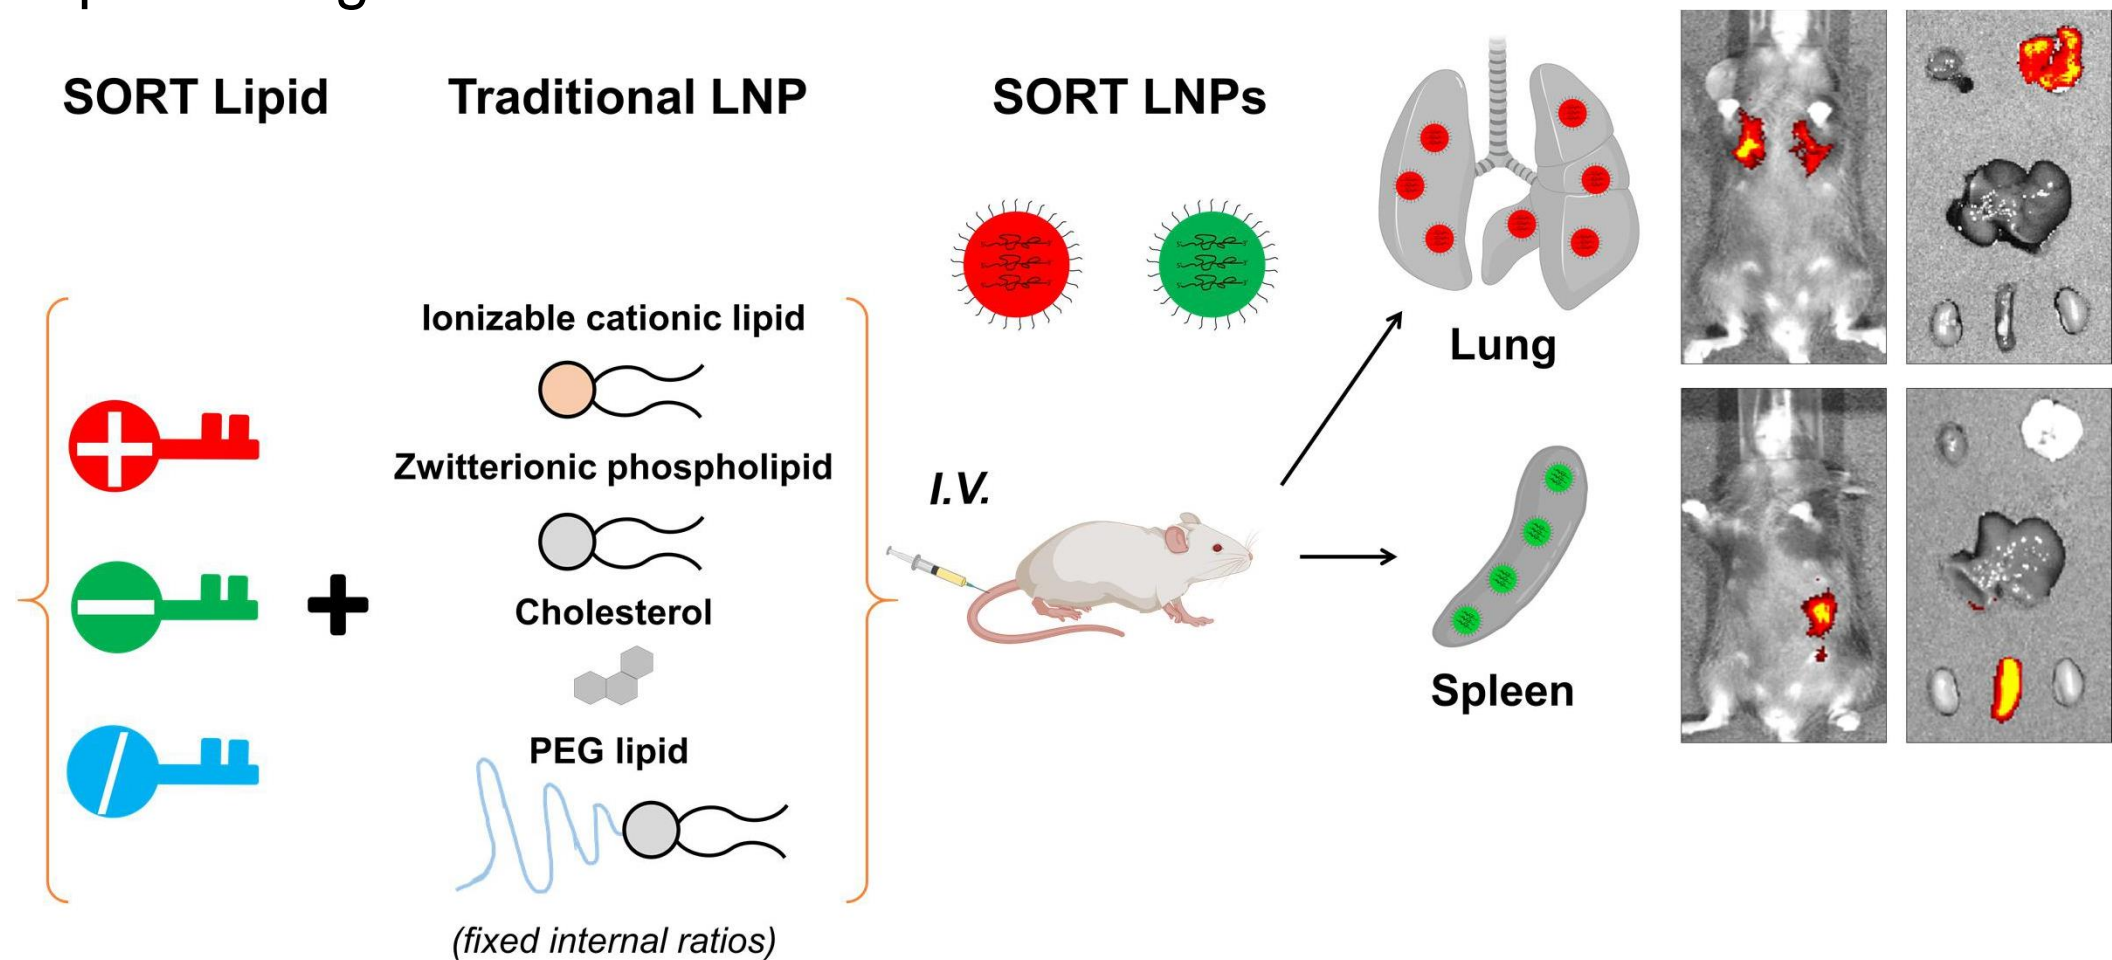 SORT Lipid
Traditional LNP
SORT LNPs
Ionizable cationic lipid
Zwitterionic phospholipid
Cholesterol
PEG lipid
(fixed internal ratios)
I.V.
Lung
Spleen